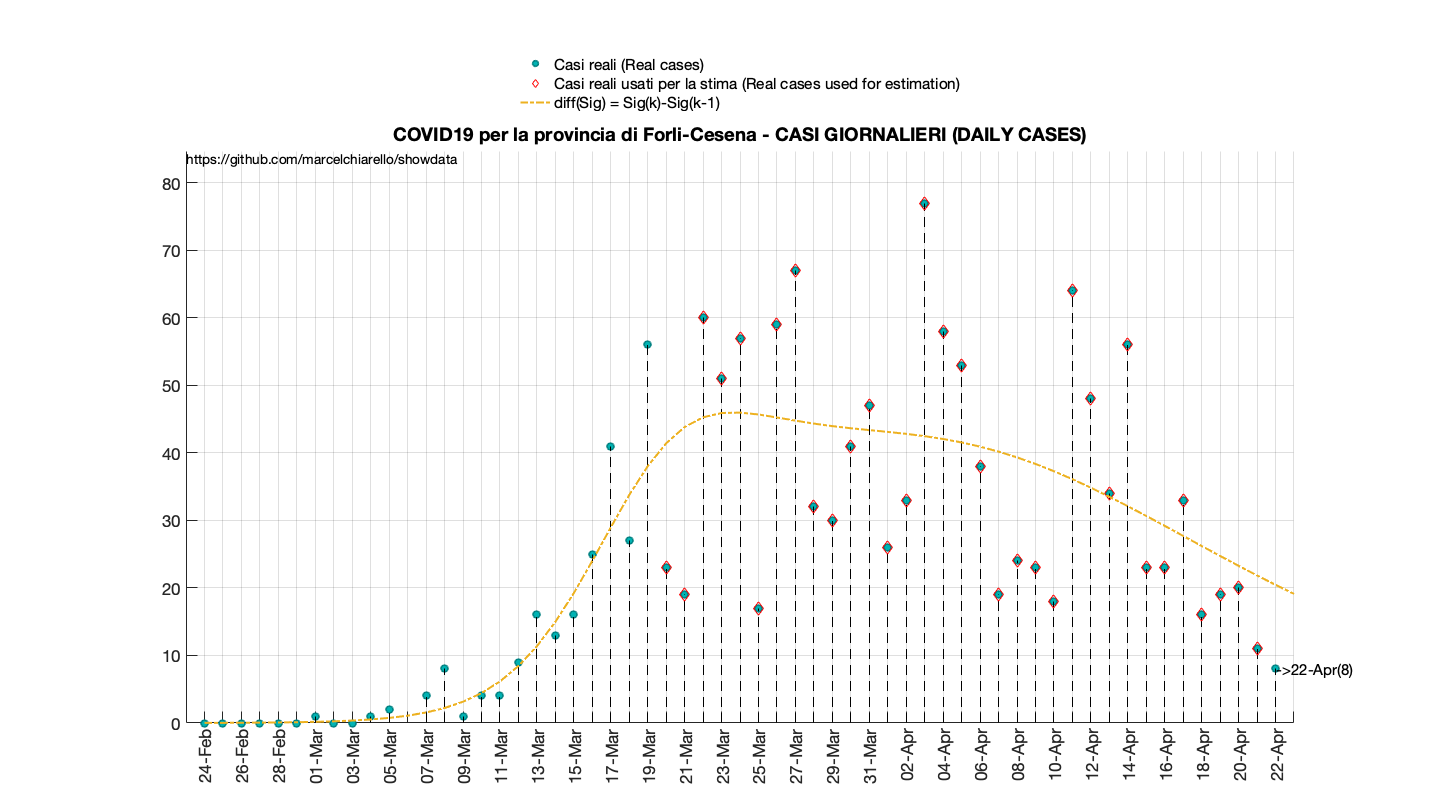 Casi reali (Real cases)
Casi reali usati per la stima (Real cases used for estimation)
diff(Sig) = Sig(k)-Sig(k-1)
COVID19 per la provincia di Forli-Cesena - CASI GIORNALIERI (DAILY CASES)
https://github.com/marcelchiarello/showdata
80
70
60
50
40
30
20
10
0
->22-Apr(8)
24-Feb
26-Feb
28-Feb
01-Mar
03-Mar
05-Mar
07-Mar
09-Mar
11-Mar
13-Mar
15-Mar
17-Mar
19-Mar
21-Mar
23-Mar
25-Mar
27-Mar
29-Mar
31-Mar
02-Apr
04-Apr
06-Apr
08-Apr
10-Apr
12-Apr
14-Apr
16-Apr
18-Apr
20-Apr
22-Apr